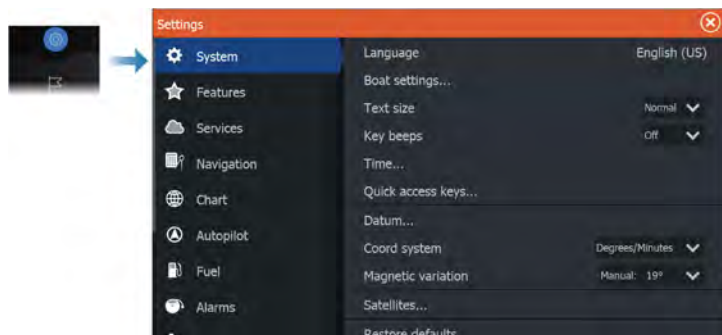 Settings
System
Features
Services
Navigation
Chart
Autopilot
Fuel
Alarms
Language English (US)
Boat settings...
Text size Normal
Key beeps Off
Time...
Quick access keys...
Datum...
Coord system Degrees/Minutes
Magnetic variation Manual: 19°
Satellites...
Restore defaults